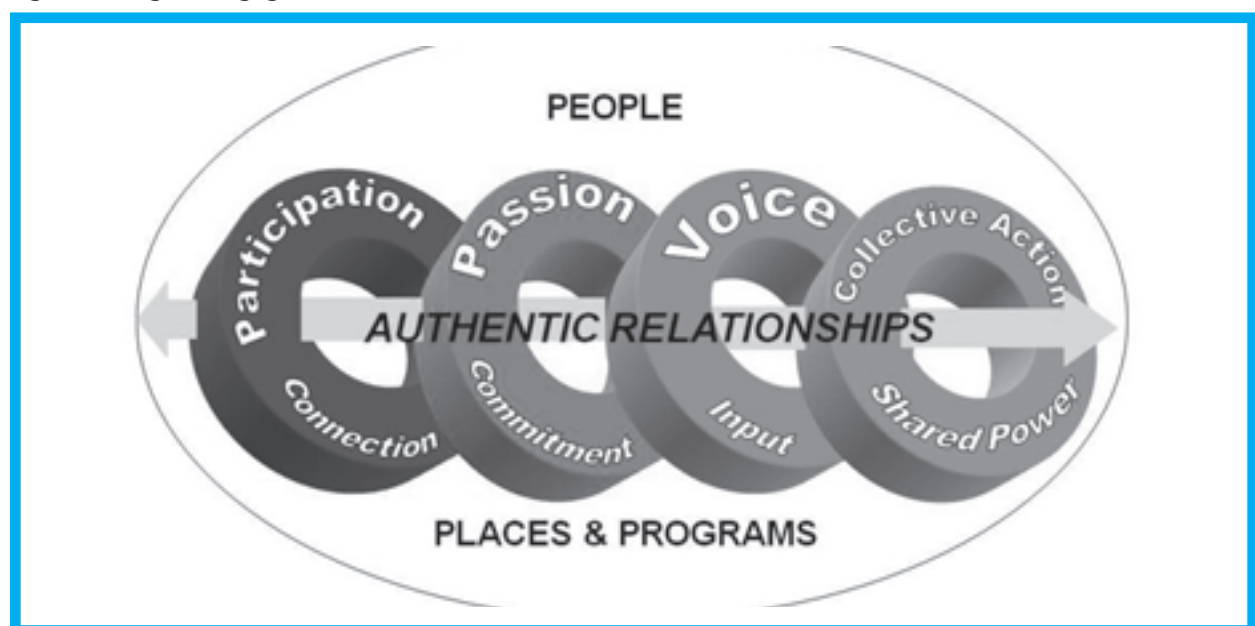 PEOPLE
Participation
Passion
Voice
Collective Action
AUTHENTIC RELATIONSHIPS
Connection
Commitment
Input
Shared Power
PLACES & PROGRAMS